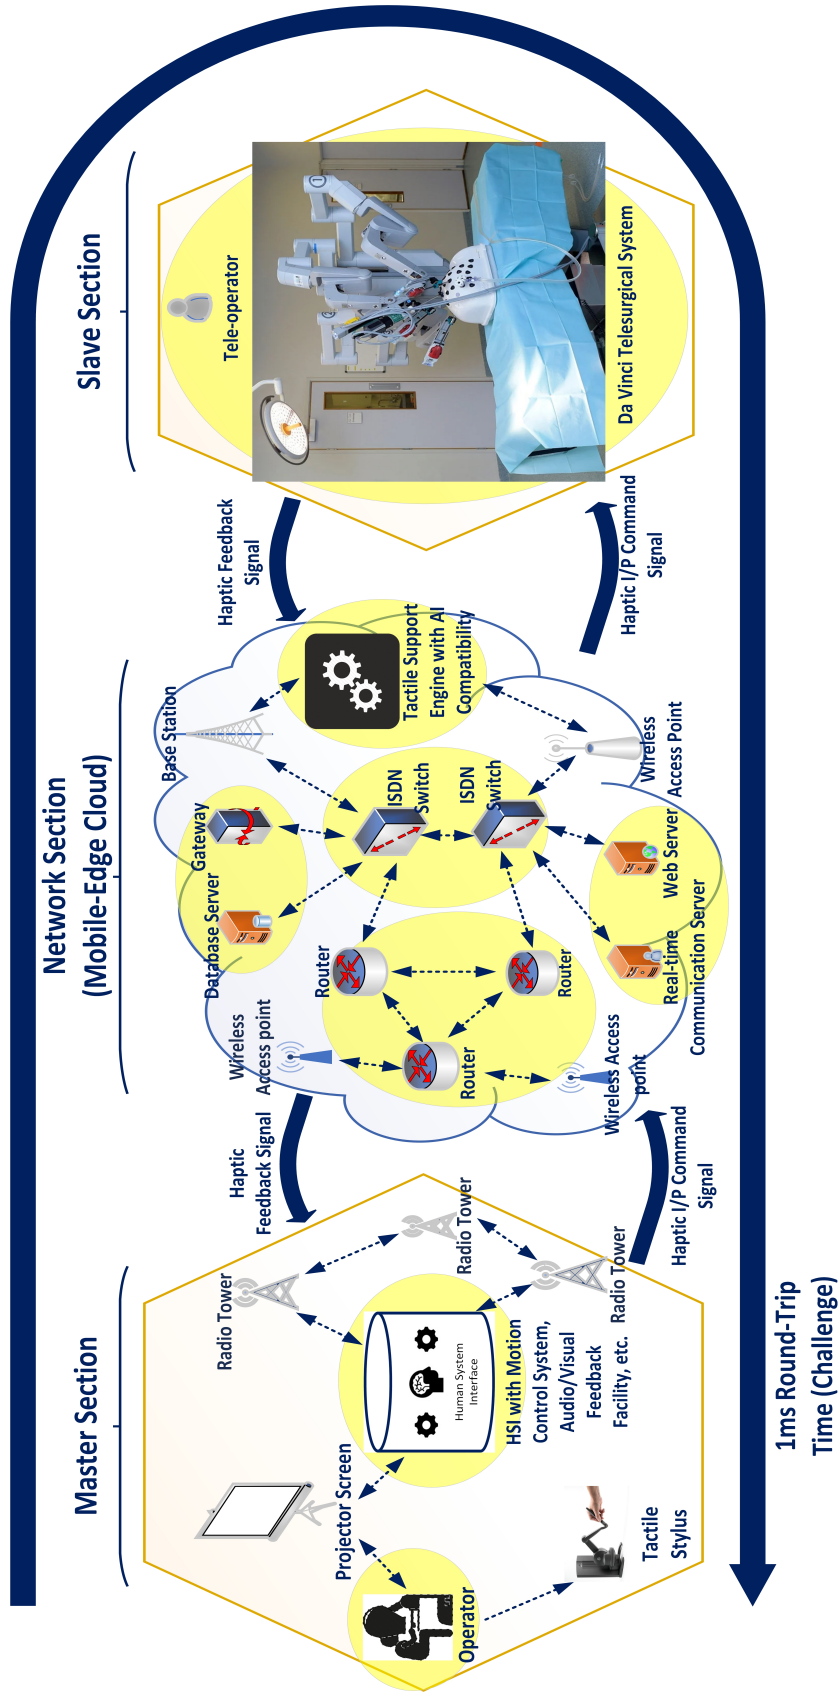 Master Section
Network Section
(Mobile-Edge Cloud)
Slave Section
Operator
Projector Screen
Tactile
Stylus
Human System
Interface
HSI with Motion
Control System,
Audio/Visual
Feedback
Facility, etc.
Radio Tower
Radio Tower
Radio Tower
Haptic
Feedback Signal
Haptic I/P Command
Signal
Wireless
Access point
Wireless Access
point
Router
Router
Router
Database Server
Gateway
Real-time
Communication Server
Web Server
ISDN
Switch
ISDN
Switch
Base Station
Tactile Support
Engine with AI
Compatibility
Wireless
Access Point
Haptic Feedback
Signal
Haptic I/P Command
Signal
Tele-operator
Da Vinci Telesurgical System
1ms Round-Trip
Time (Challenge)